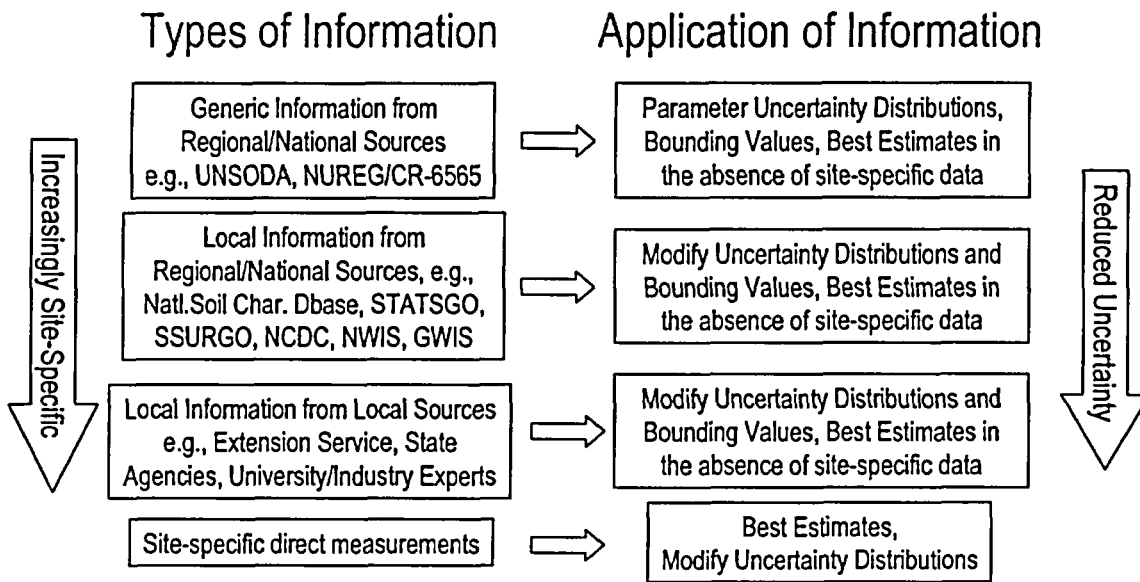 Types of Information
Application of Information
Increasingly Site-Specific
Generic Information from
Regional/National Sources
e.g., UNSODA, NUREG/CR-6565
Parameter Uncertainty Distributions,
Bounding Values, Best Estimates in
the absence of site-specific data
Local Information from
Regional/National Sources, e.g.,
Natl.Soil Char. Dbase, STATSGO,
SSURGO, NCDC, NWIS, GWIS
Modify Uncertainty Distributions and
Bounding Values, Best Estimates in
the absence of site-specific data
Local Information from Local Sources
e.g., Extension Service, State
Agencies, University/Industry Experts
Modify Uncertainty Distributions and
Bounding Values, Best Estimates in
the absence of site-specific data
Site-specific direct measurements
Best Estimates,
Modify Uncertainty Distributions
Reduced Uncertainty